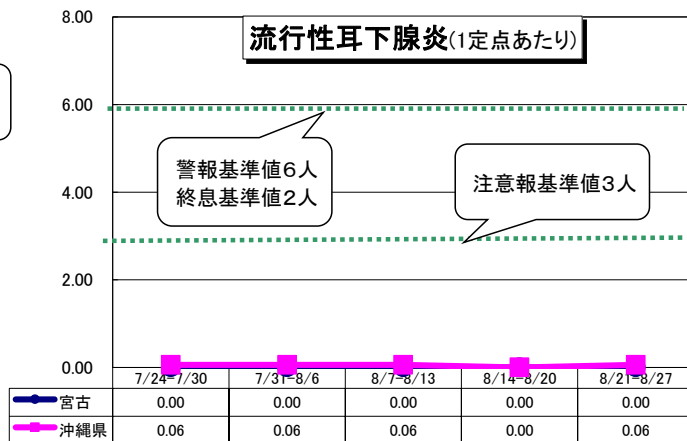 流行性耳下腺炎(1定点あたり)
8.00
6.00
警報基準値6人
終息基準値2人
注意報基準値3人
4.00
2.00
0.00
7/24-7/30 7/31-8/6 8/7-8/13 8/14-8/20 8/21-8/27
宮古 0.00 0.00 0.00 0.00 0.00
沖縄県 0.06 0.06 0.06 0.00 0.06